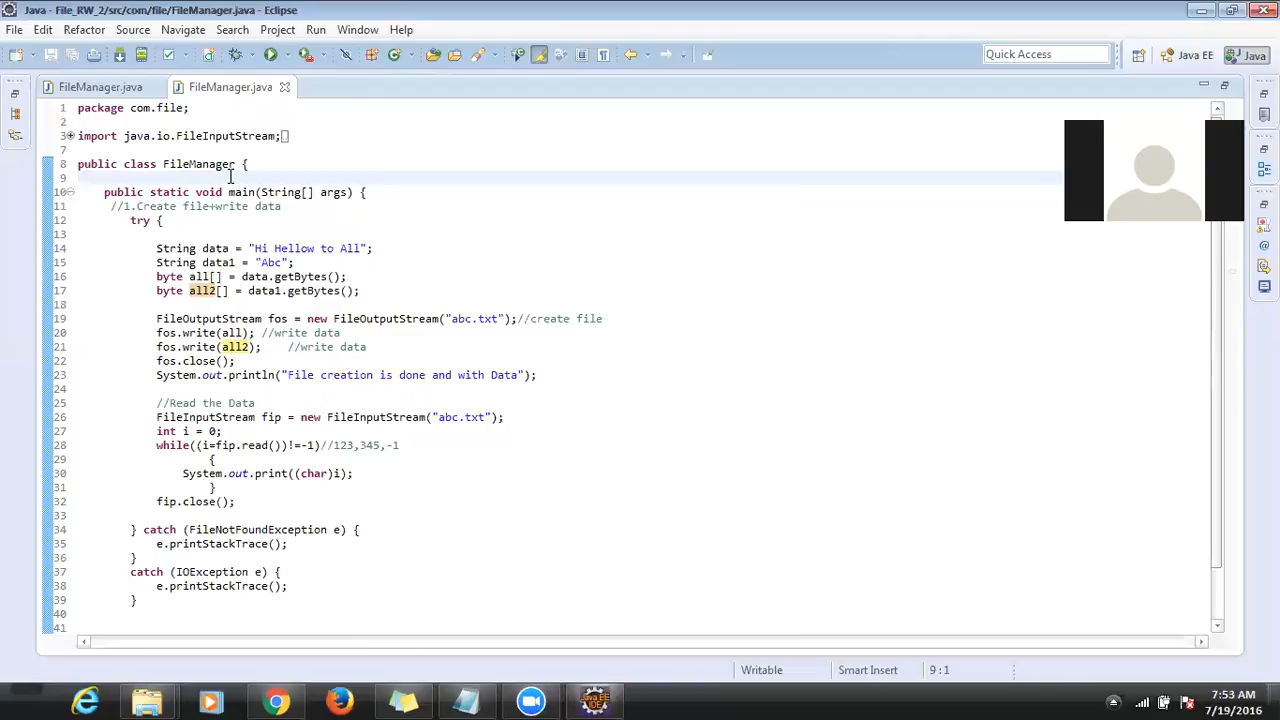 Java - File_RW_2/src/com/file/FileManager.java - Eclipse
File Edit Refactor Source Navigate Search Project Run Window Help
Quick Access
Java EE
Java
FileManager.java
FileManager.java
1 package com.file;
2
3 import java.io.FileInputStream;
7
8 public class FileManager {
9
10 public static void main(String[] args) {
11 //1.Create file+write data
12 try {
13
14 String data = "Hi Hellow to All";
15 String data1 = "Abc";
16 byte all[] = data.getBytes();
17 byte all2[] = data1.getBytes();
18
19 FileOutputStream fos = new FileOutputStream("abc.txt");//create file
20 fos.write(all); //write data
21 fos.write(all2); //write data
22 fos.close();
23 System.out.println("File creation is done and with Data");
24
25 //Read the Data
26 FileInputStream fip = new FileInputStream("abc.txt");
27 int i = 0;
28 while((i=fip.read())!=-1)//123,345,-1
29 {
30 System.out.print((char)i);
31 }
32 fip.close();
33
34 } catch (FileNotFoundException e) {
35 e.printStackTrace();
36 }
37 catch (IOException e) {
38 e.printStackTrace();
39 }
40
41
Writable Smart Insert 9 : 1
Java EE
IDE
7:53 AM
7/19/2016